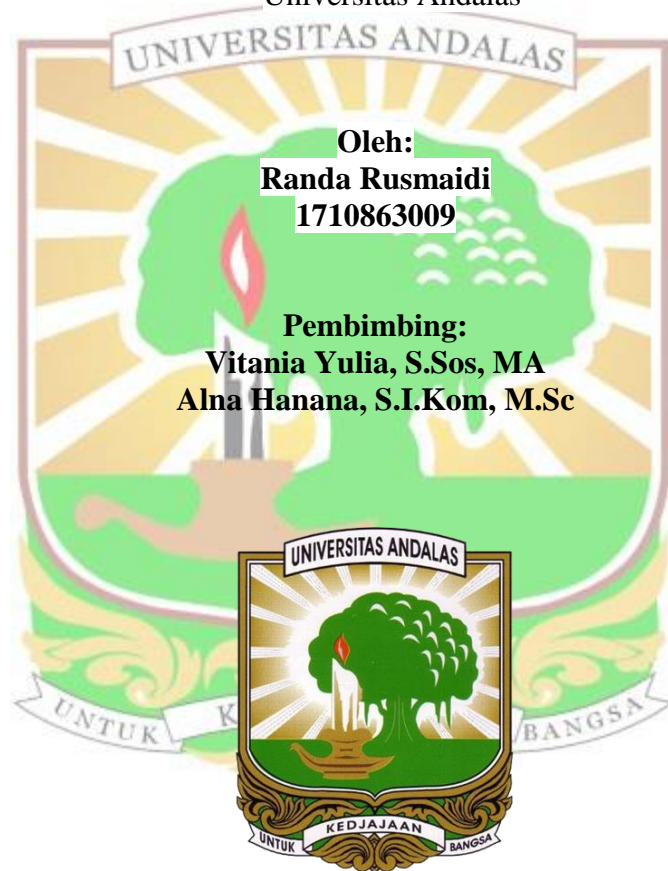 Universitas Andalas
UNIVERSITAS ANDALAS
Oleh:
Randa Rusmaidi
1710863009
Pembimbing:
Vitania Yulia, S.Sos, MA
Alna Hanana, S.I.Kom, M.Sc
UNIVERSITAS ANDALAS
UNTUK K BANGSA
UNTUK KEDJAJAAN BANGSA